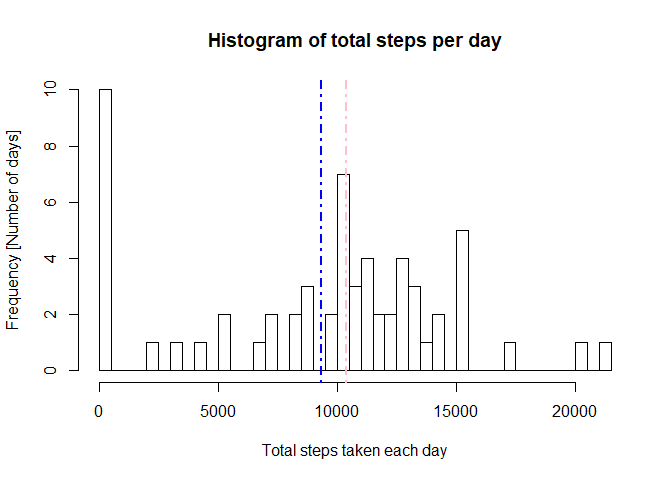 Histogram of total steps per day
Frequency [Number of days]
10
8
6
4
2
0
0 5000 10000 15000 20000
Total steps taken each day